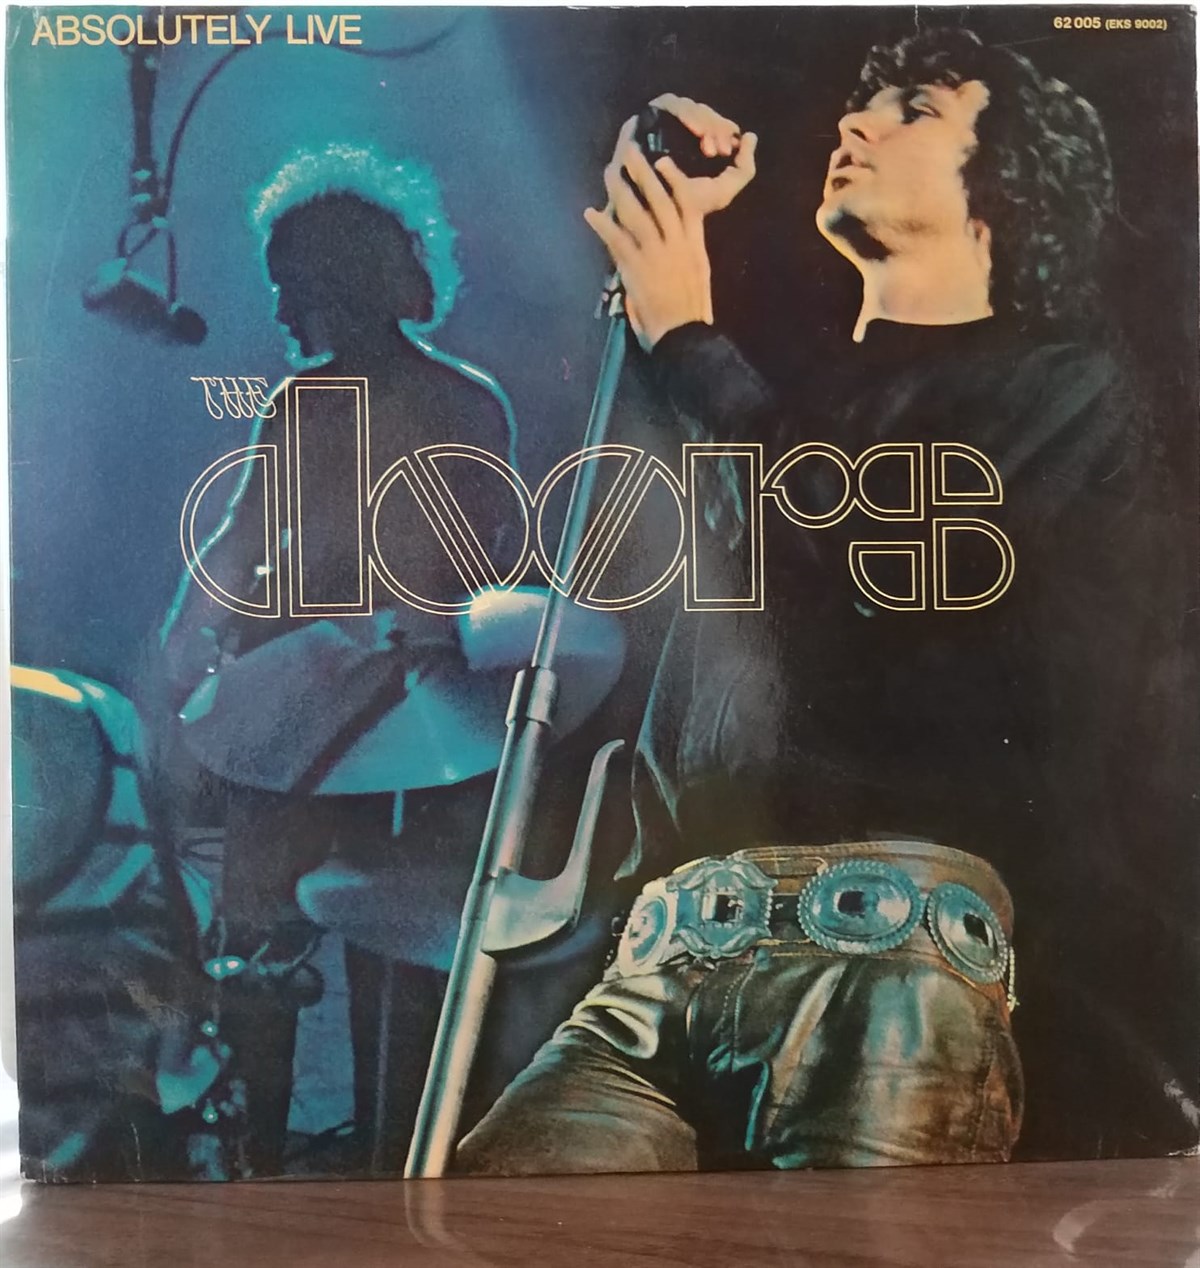 ABSOLUTELY LIVE
62 005 (EKS 9002)
THE
doors